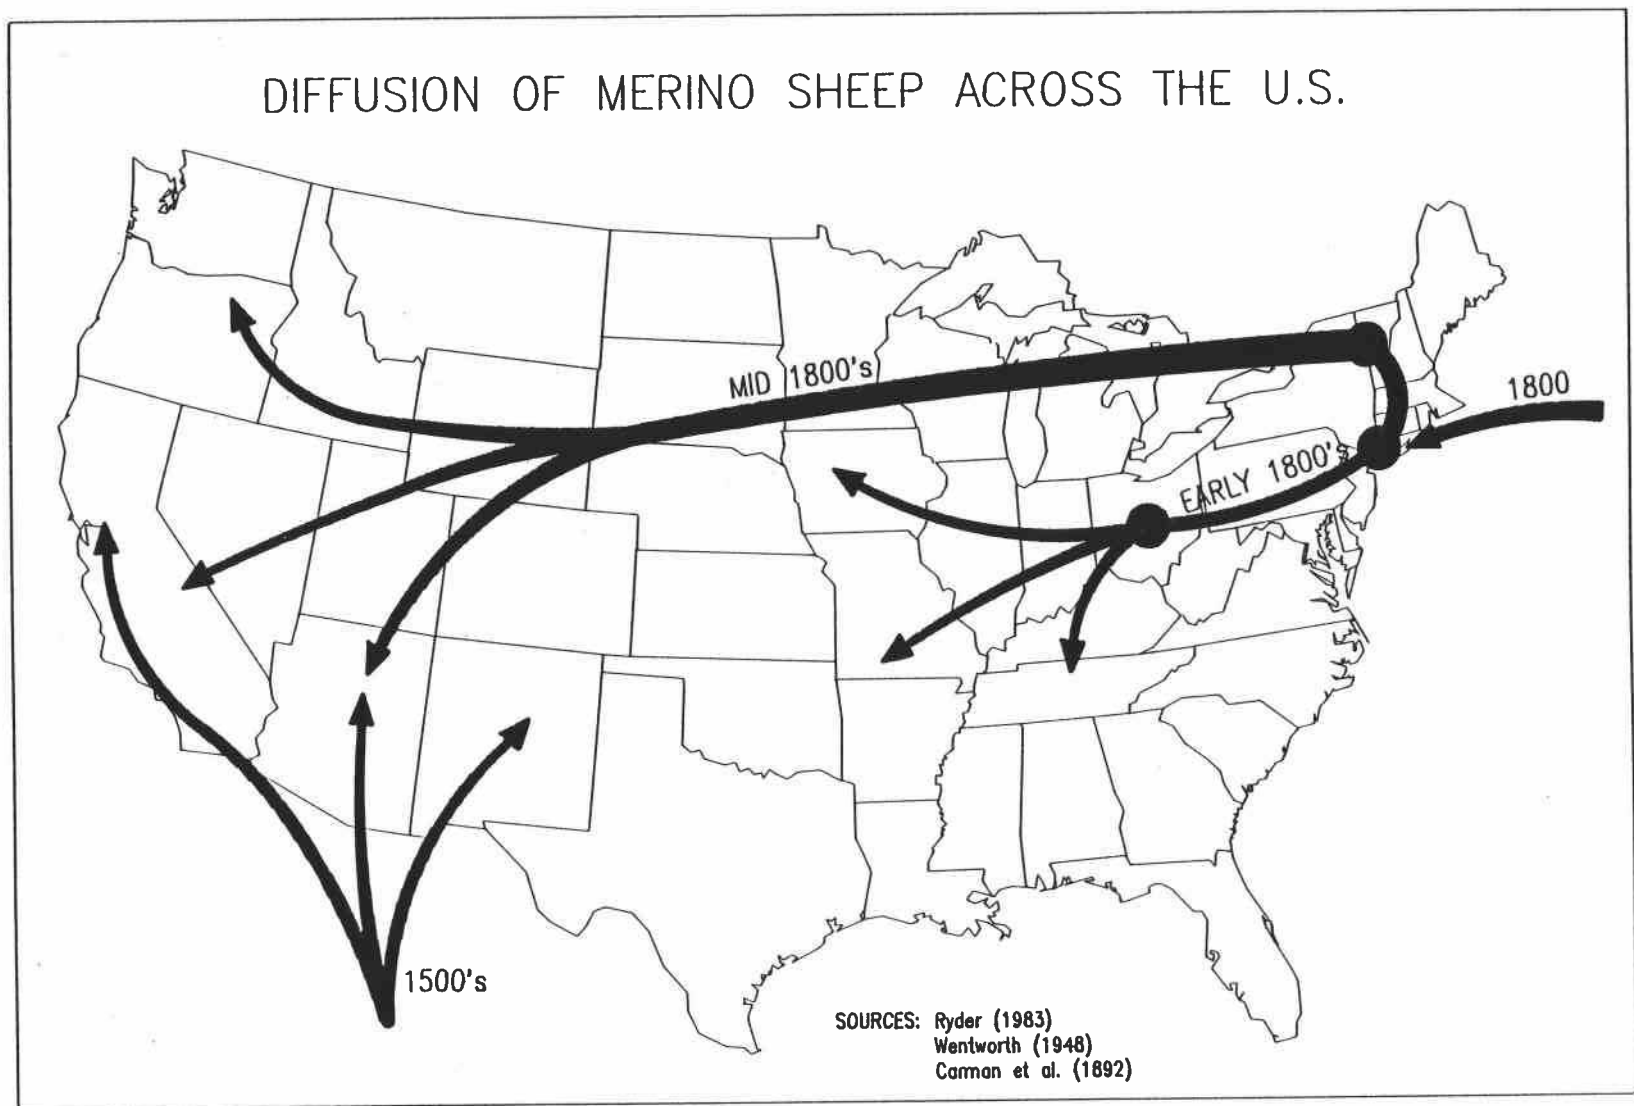 DIFFUSION OF MERINO SHEEP ACROSS THE U.S.
MID 1800's
1800
EARLY 1800's
1500's
SOURCES: Ryder (1983)
Wentworth (1948)
Carman et al. (1892)